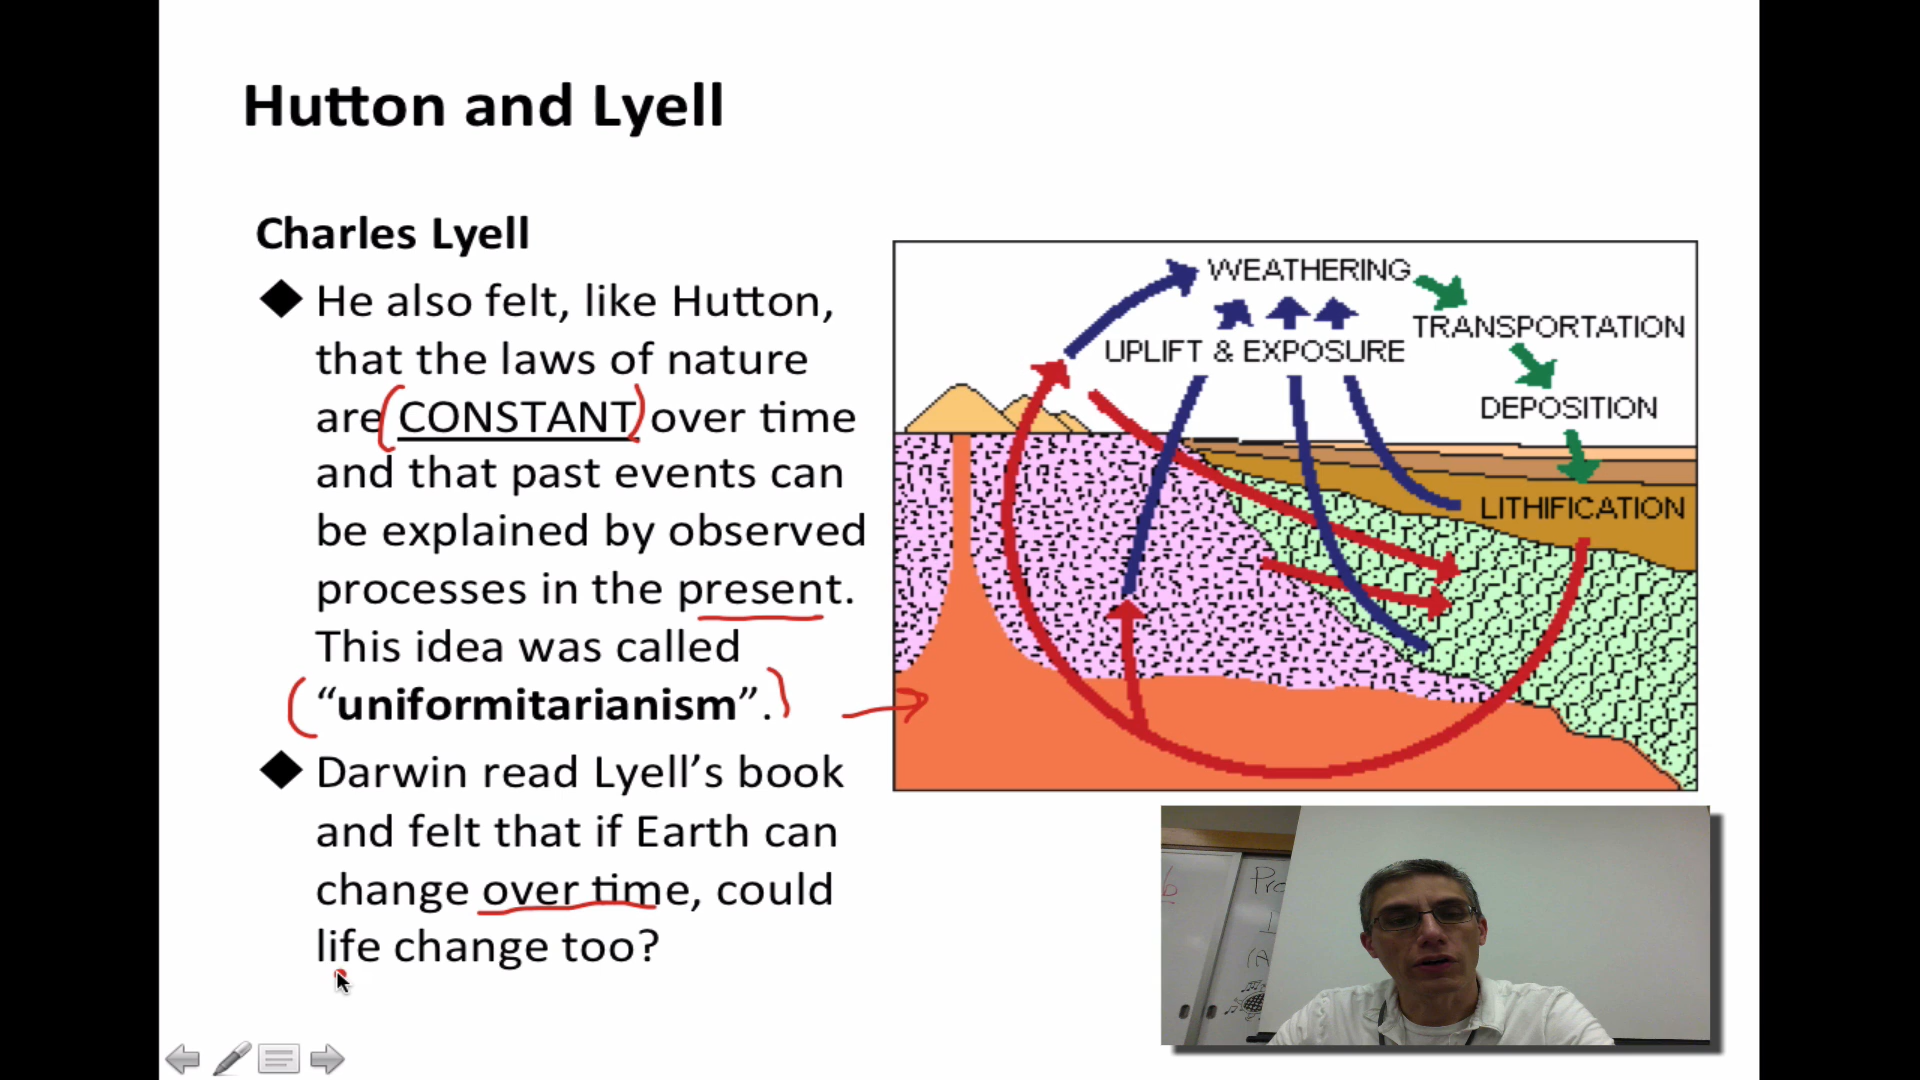 Hutton and Lyell
Charles Lyell
He also felt, like Hutton,
that the laws of nature
are CONSTANT over time
and that past events can
be explained by observed
processes in the present.
This idea was called
“uniformitarianism”.
Darwin read Lyell’s book
and felt that if Earth can
change over time, could
life change too?
WEATHERING
TRANSPORTATION
UPLIFT & EXPOSURE
DEPOSITION
LITHIFICATION